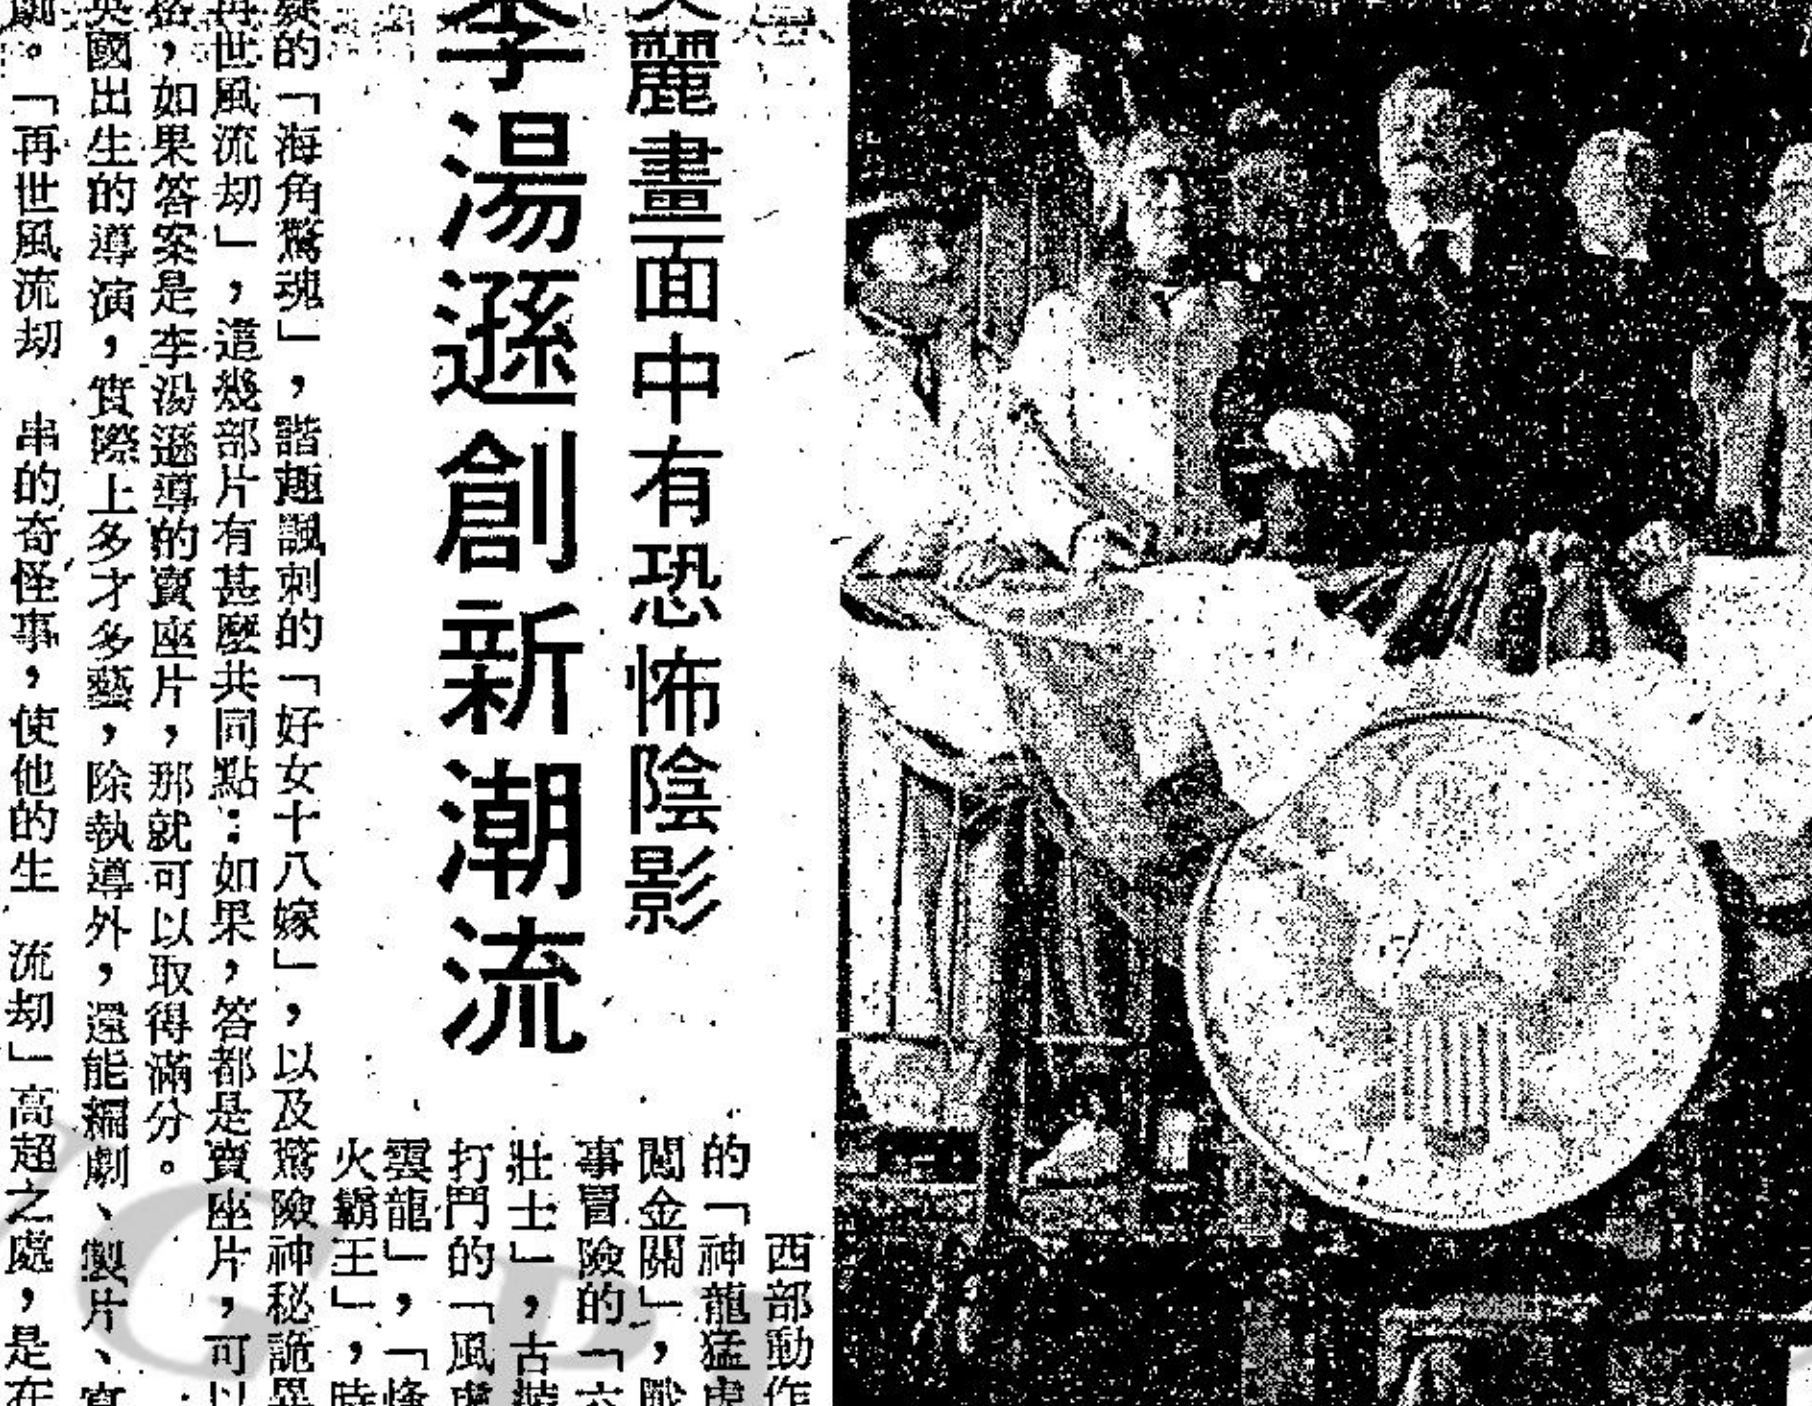 麗畫面中有恐怖陰影
李湯遜創新潮流
西部動作
的「神龍猛虎
闖金關」，戰
事冒險的「六
壯士」，古裝
打鬥的「風虎
雲龍」，「烽
火霸王」，時
疑的「海角驚魂」，諧趣諷刺的「好女十八嫁」，以及驚險神秘詭異
再世風流刧」，這幾部片有甚麼共同點：如果，答都是賣座片，可以
格，如果答案是李湯遜導的賣座片，那就可以取得滿分。
英國出生的導演，實際上多才多藝，除執導外，還能編劇、製片、寫
劇。「再世風流刧 串的奇怪事，使他的生 流刧」高超之處，是在